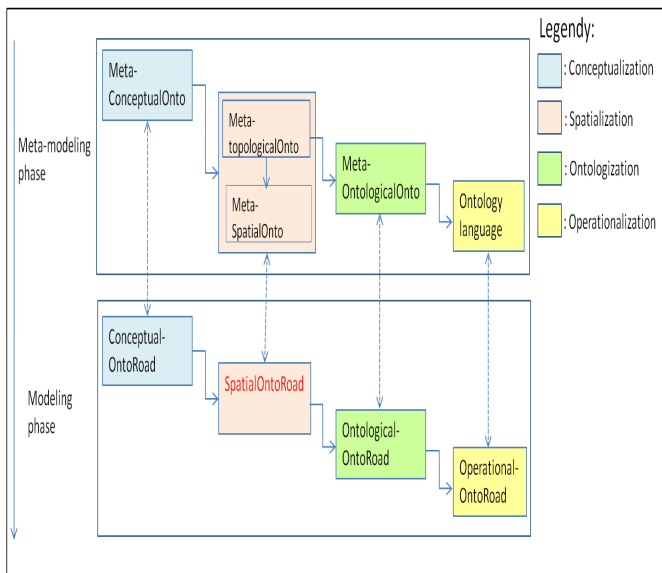 Legendy:
: Conceptualization
: Spatialization
: Ontologization
: Operationalization
Meta-modeling
phase
Meta-
ConceptualOnto
Meta-
topologicalOnto
Meta-
SpatialOnto
Meta-
OntologicalOnto
Ontology
language
Modeling
phase
Conceptual-
OntoRoad
SpatialOntoRoad
Ontological-
OntoRoad
Operational-
OntoRoad